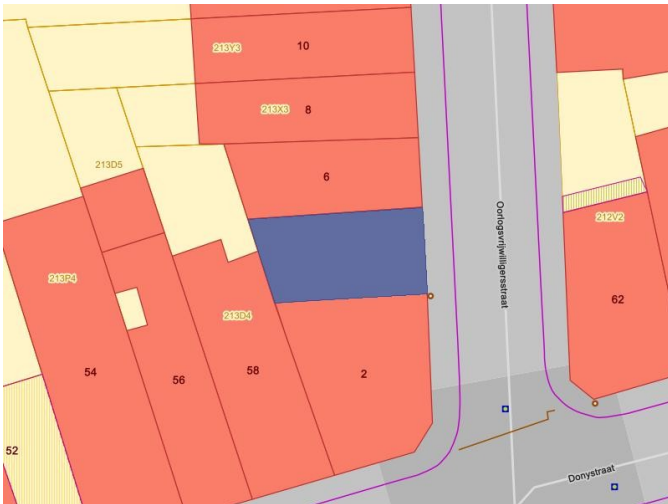 213Y3
10
213X3
8
213D5
6
Oorlogsvrijwilligersstraat
212V2
213P4
213D4
62
54
56
58
2
52
Donystraat